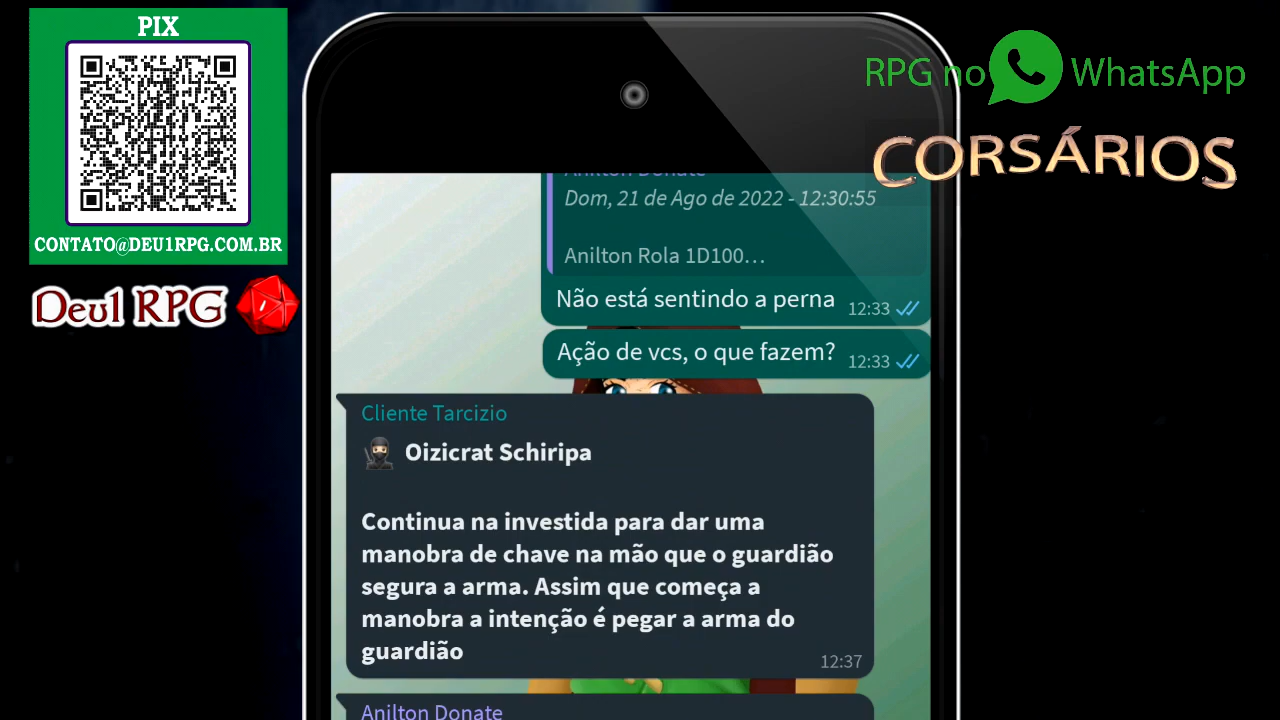 PIX
CONTATO@DEU1RPG.COM.BR
Deu1 RPG
RPG no WhatsApp
CORSÁRIOS
Anilton Donate
Dom, 21 de Ago de 2022 - 12:30:55
Anilton Rola 1D100...
Não está sentindo a perna 12:33
Ação de vcs, o que fazem? 12:33
Cliente Tarcizio
Oizicrat Schiripa
Continua na investida para dar uma
manobra de chave na mão que o guardião
segura a arma. Assim que começa a
manobra a intenção é pegar a arma do
guardião
12:37
Anilton Donate